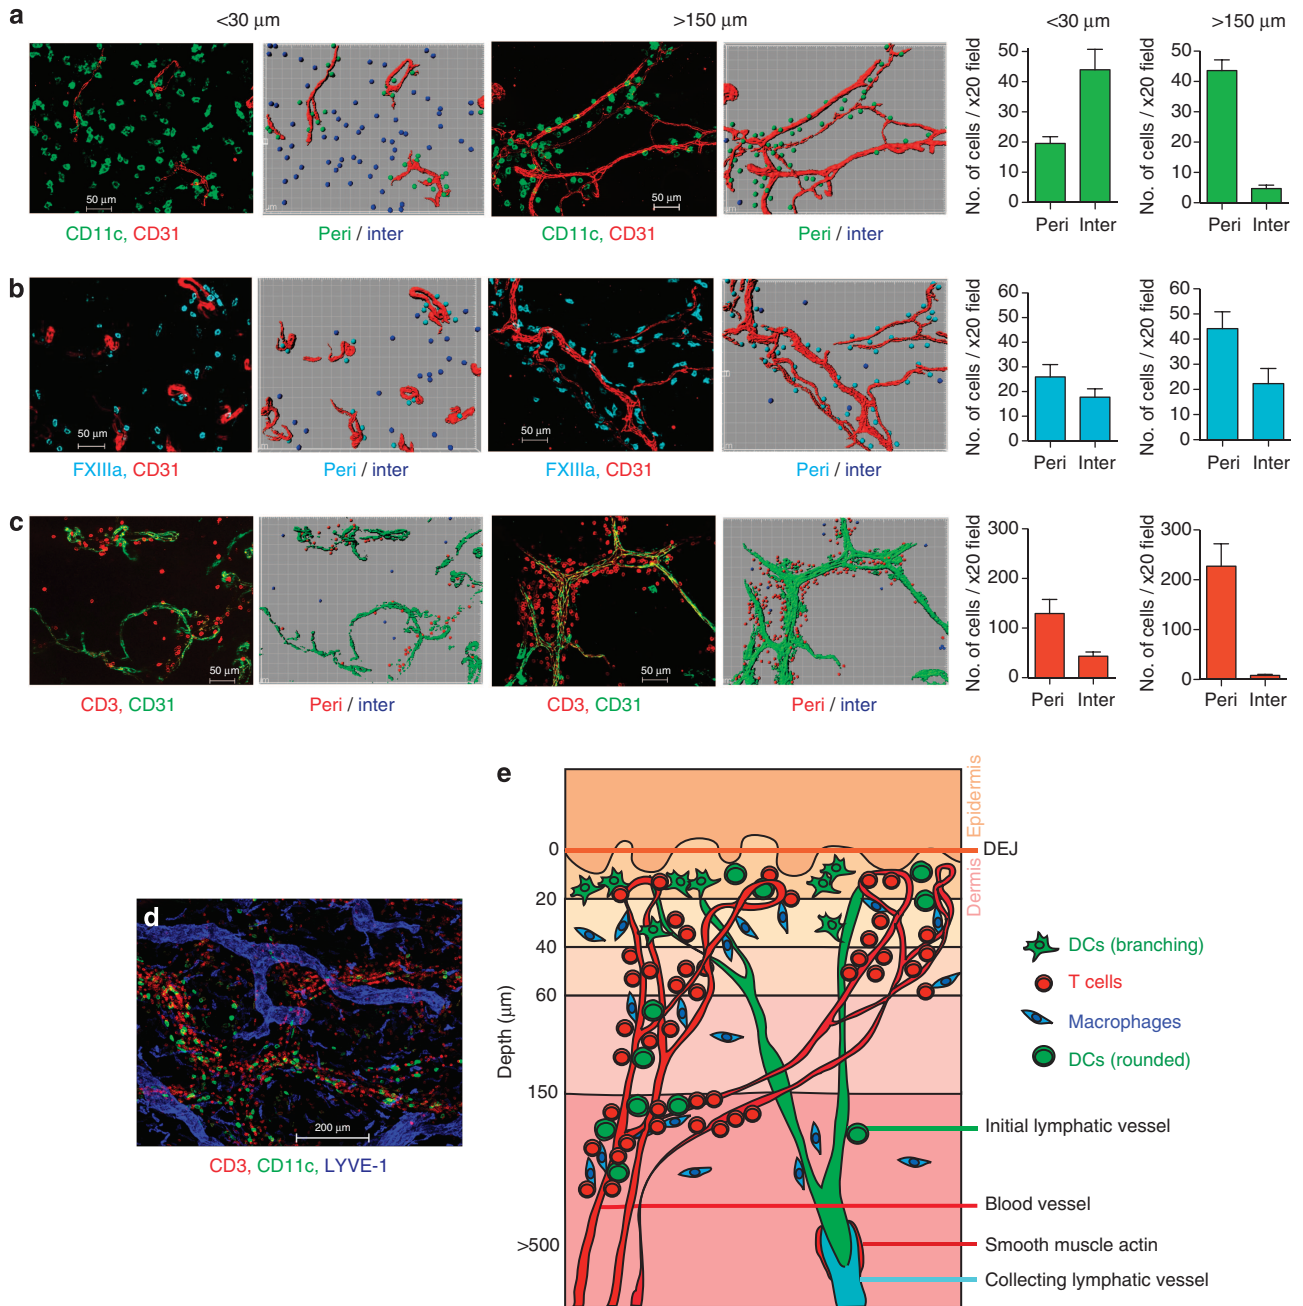 a
<30 µm
>150 µm
<30 µm
>150 µm
50 µm
50 µm
CD11c, CD31
Peri / inter
CD11c, CD31
Peri / inter
No. of cells / x20 field
50
40
30
20
10
0
Peri Inter
No. of cells / x20 field
50
40
30
20
10
0
Peri Inter
b
50 µm
50 µm
FXIIIa, CD31
Peri / inter
FXIIIa, CD31
Peri / inter
No. of cells / x20 field
60
50
40
30
20
10
0
Peri Inter
No. of cells / x20 field
60
50
40
30
20
10
0
Peri Inter
c
50 µm
50 µm
CD3, CD31
Peri / inter
CD3, CD31
Peri / inter
No. of cells / x20 field
300
200
100
0
Peri Inter
No. of cells / x20 field
300
200
100
0
Peri Inter
d
200 µm
CD3, CD11c, LYVE-1
e
Epidermis
Dermis
DEJ
Depth (µm)
0
20
40
60
150
>500
DCs (branching)
T cells
Macrophages
DCs (rounded)
Initial lymphatic vessel
Blood vessel
Smooth muscle actin
Collecting lymphatic vessel